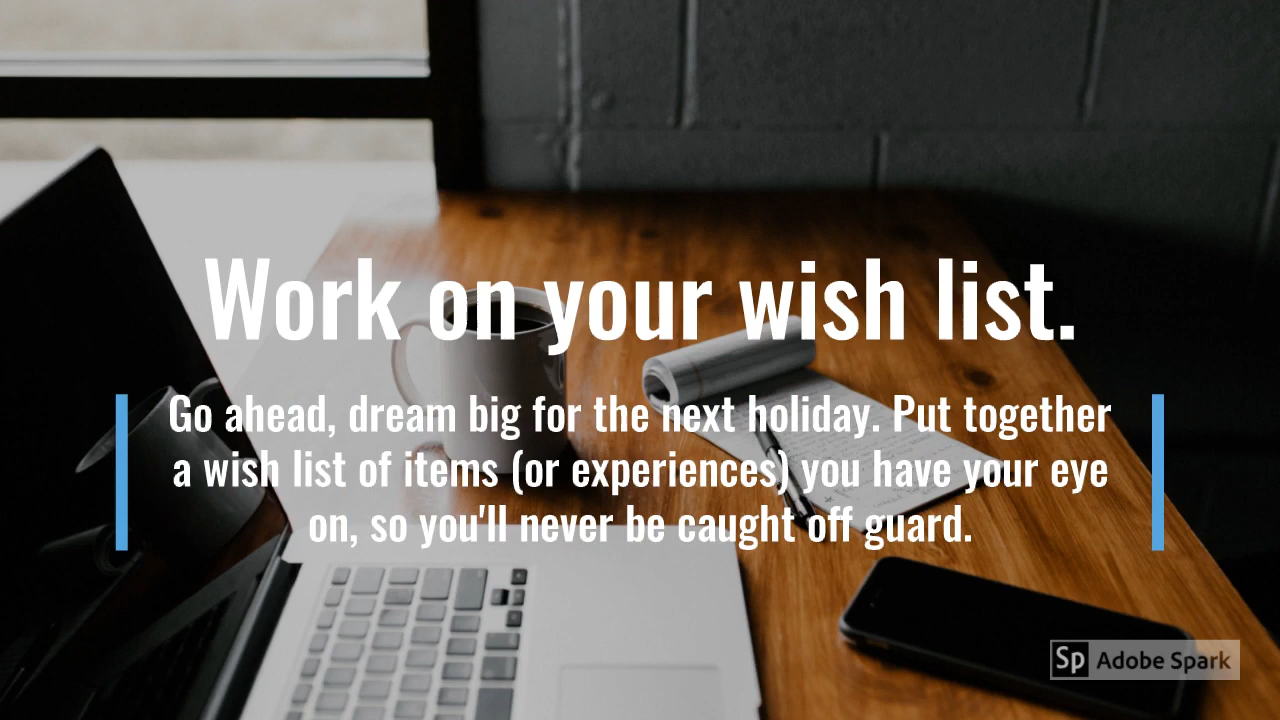 Work on your wish list.
Go ahead, dream big for the next holiday. Put together
a wish list of items (or experiences) you have your eye
on, so you'll never be caught off guard.
Sp Adobe Spark